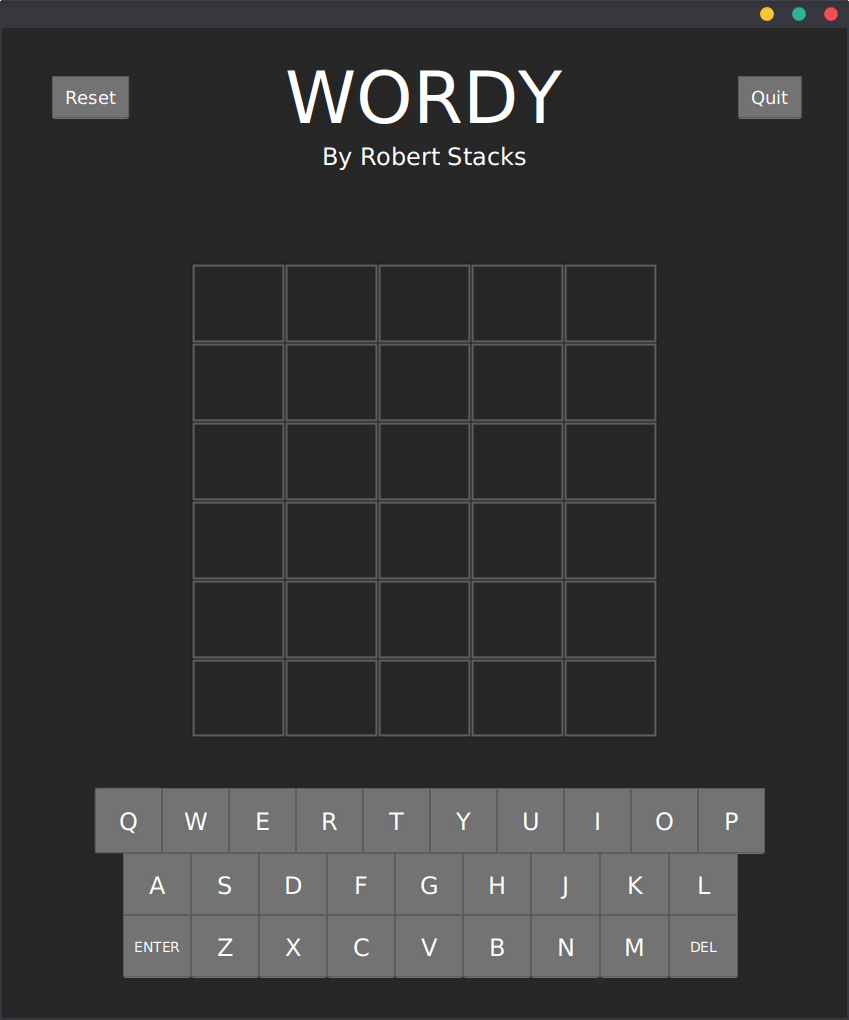 Reset WORDY Quit
By Robert Stacks
Q W E R T Y U I O P
A S D F G H J K L
ENTER Z X C V B N M DEL